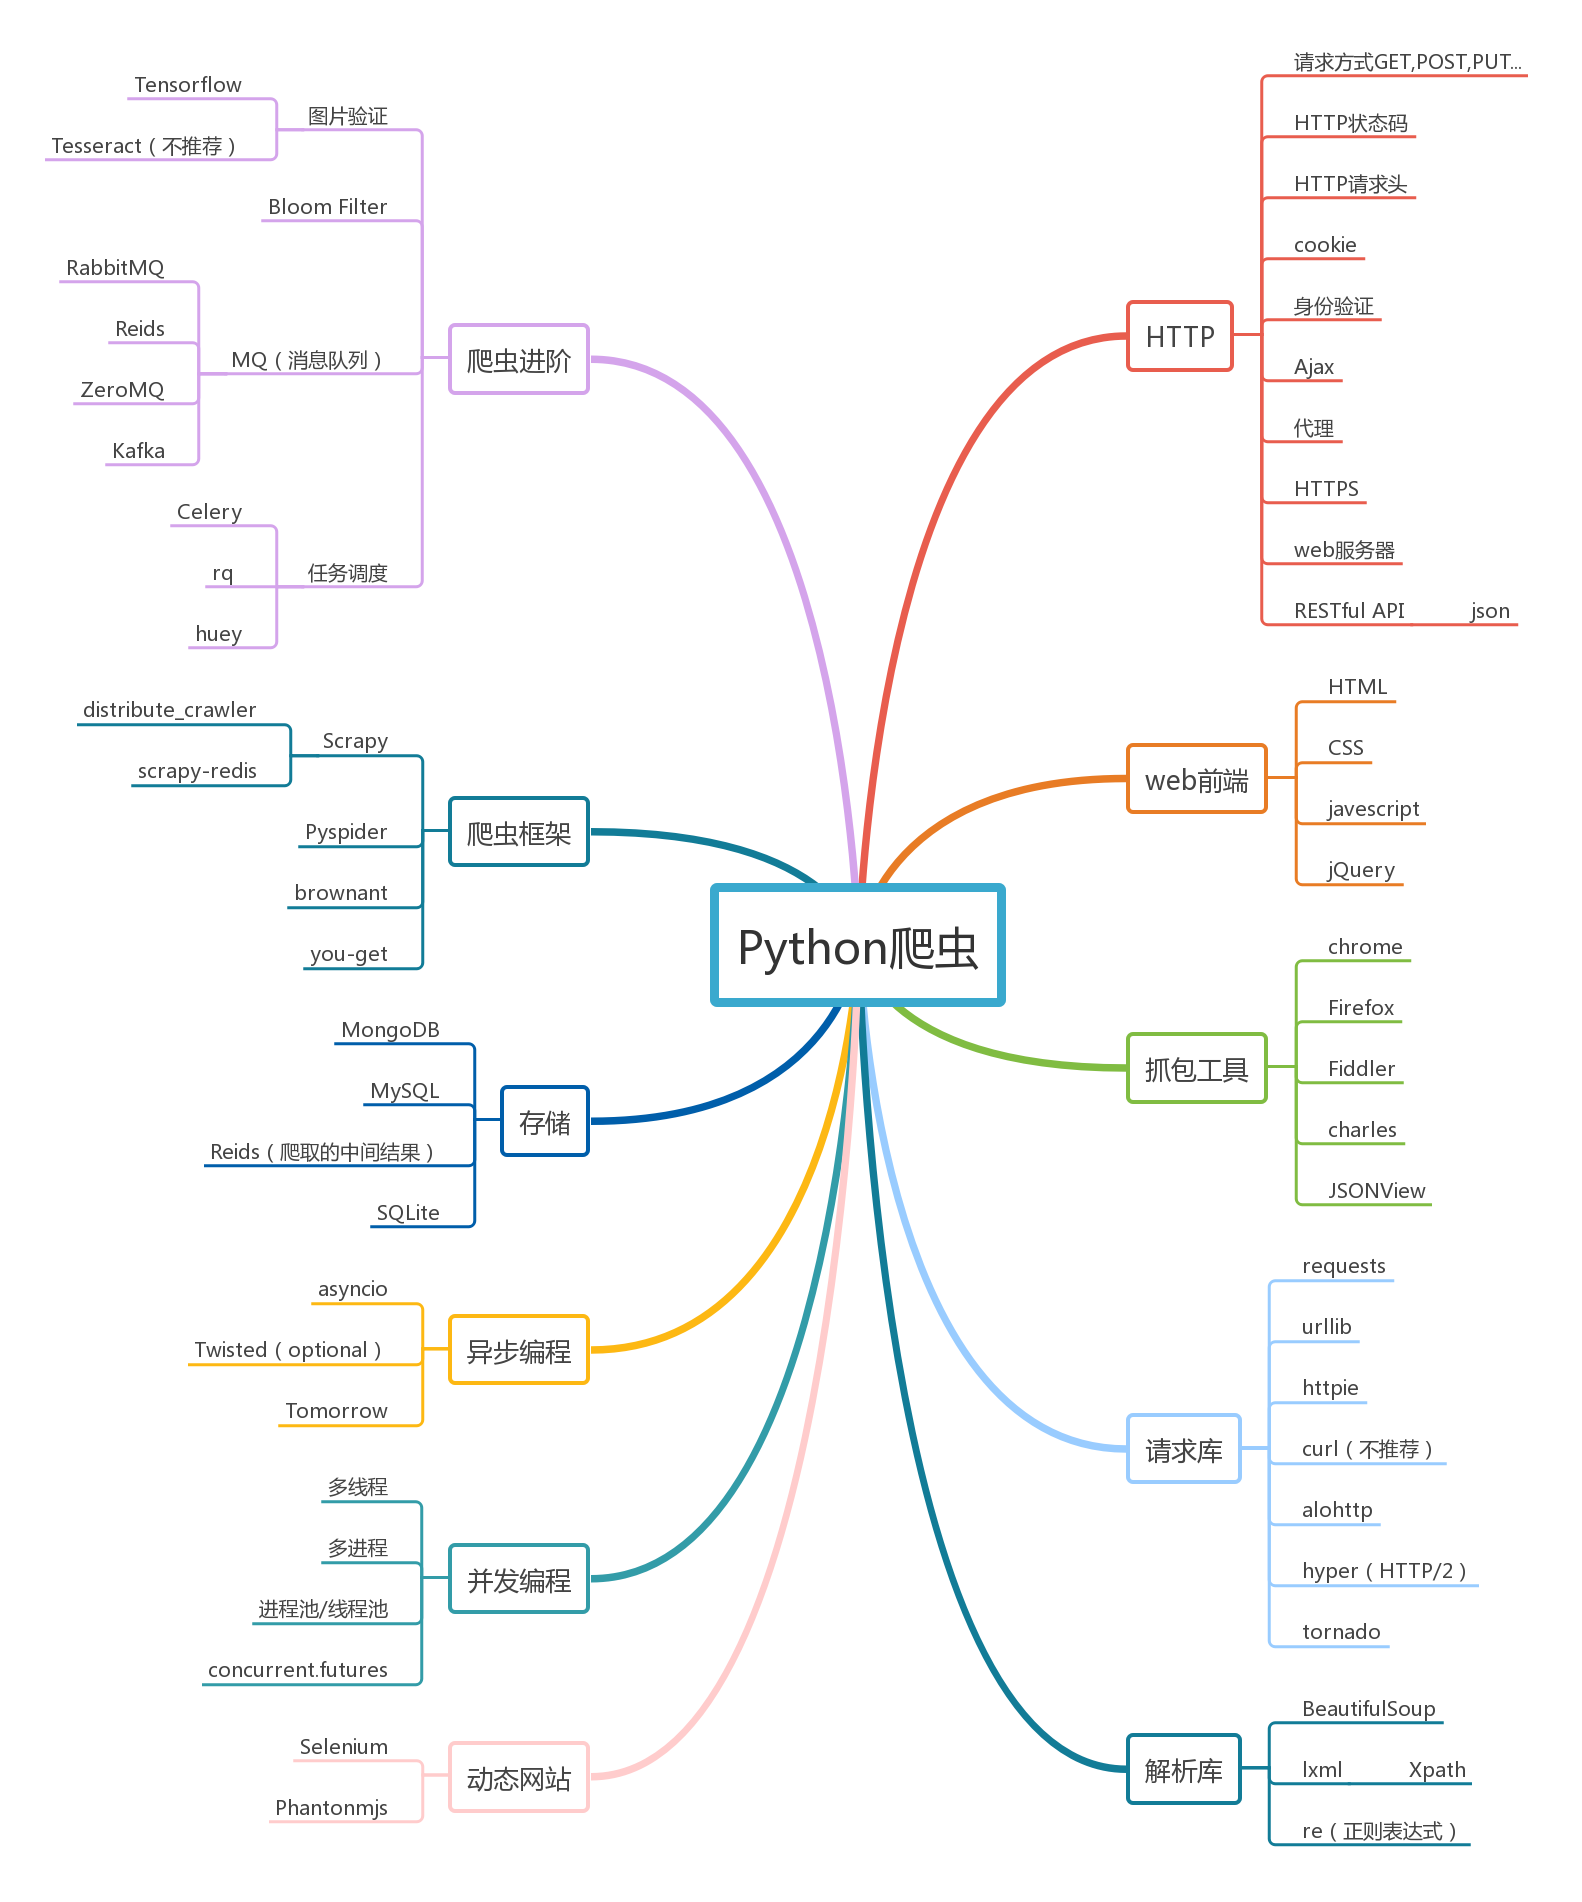 Python爬虫
HTTP
请求方式GET,POST,PUT...
HTTP状态码
HTTP请求头
cookie
身份验证
Ajax
代理
HTTPS
web服务器
RESTful API
json
web前端
HTML
CSS
javescript
jQuery
抓包工具
chrome
Firefox
Fiddler
charles
JSONView
请求库
requests
urllib
httpie
curl（不推荐）
alohttp
hyper（HTTP/2）
tornado
解析库
BeautifulSoup
lxml
Xpath
re（正则表达式）
爬虫进阶
图片验证
Tensorflow
Tesseract（不推荐）
Bloom Filter
MQ（消息队列）
RabbitMQ
Reids
ZeroMQ
Kafka
任务调度
Celery
rq
huey
爬虫框架
Scrapy
distribute_crawler
scrapy-redis
Pyspider
brownant
you-get
存储
MongoDB
MySQL
Reids（爬取的中间结果）
SQLite
异步编程
asyncio
Twisted（optional）
Tomorrow
并发编程
多线程
多进程
进程池/线程池
concurrent.futures
动态网站
Selenium
Phantonmjs